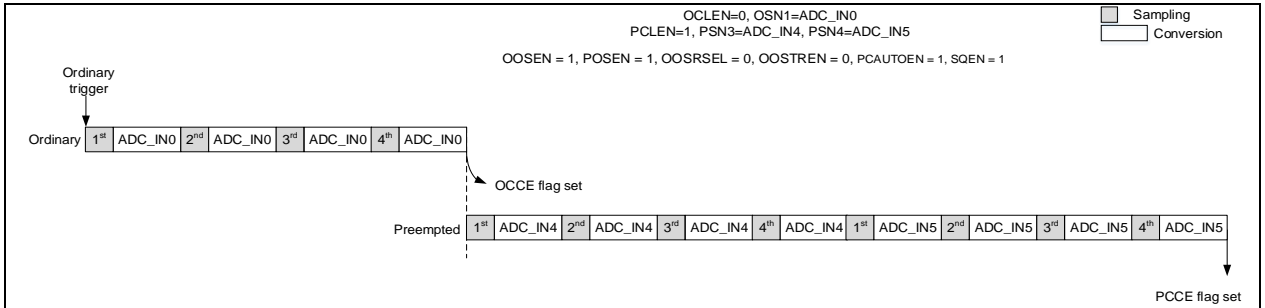 OCLEN=0, OSN1=ADC_IN0
PCLEN=1, PSN3=ADC_IN4, PSN4=ADC_IN5
OOSEN = 1, POSEN = 1, OOSRSEL = 0, OOSTREN = 0, PCAUTOEN = 1, SQEN = 1
Sampling
Conversion
Ordinary
trigger
Ordinary 1st ADC_IN0 2nd ADC_IN0 3rd ADC_IN0 4th ADC_IN0
OCCE flag set
Preempted 1st ADC_IN4 2nd ADC_IN4 3rd ADC_IN4 4th ADC_IN4 1st ADC_IN5 2nd ADC_IN5 3rd ADC_IN5 4th ADC_IN5
PCCE flag set